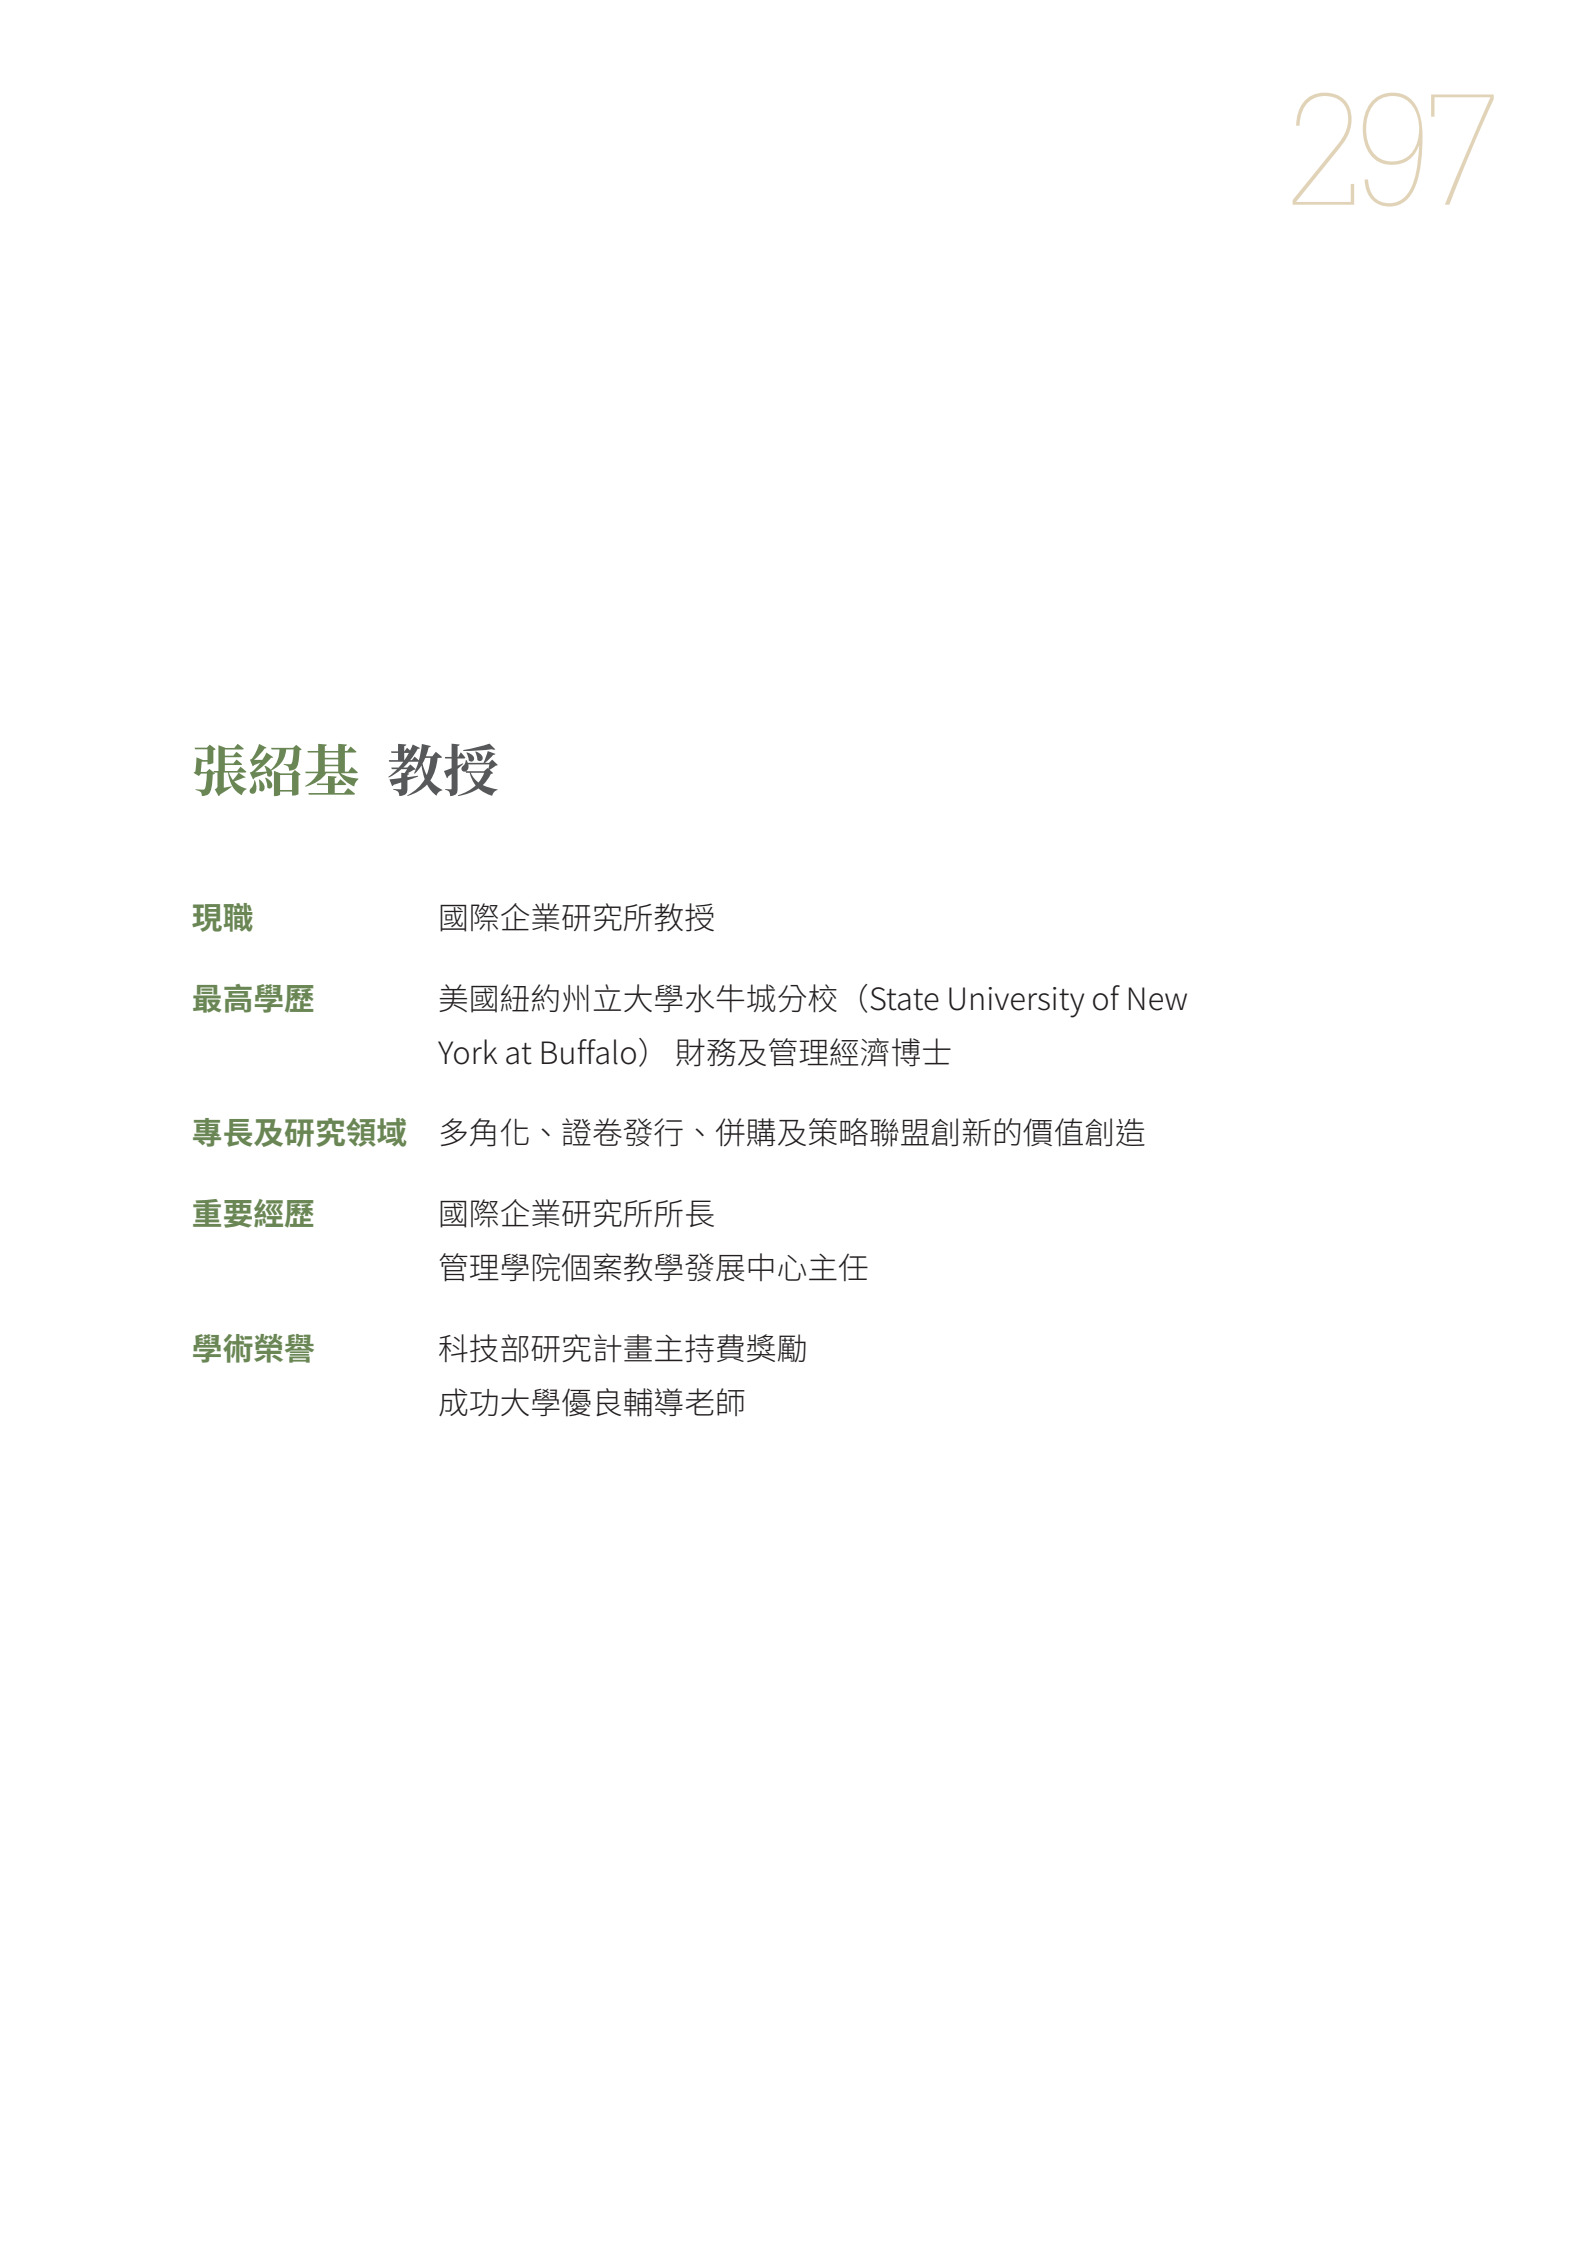 297
張紹基 教授
現職 國際企業研究所教授
最高學歷 美國紐約州立大學水牛城分校（State University of New
York at Buffalo） 財務及管理經濟博士
專長及研究領域 多角化、證卷發行、併購及策略聯盟創新的價值創造
重要經歷 國際企業研究所所長
管理學院個案教學發展中心主任
學術榮譽 科技部研究計畫主持費獎勵
成功大學優良輔導老師